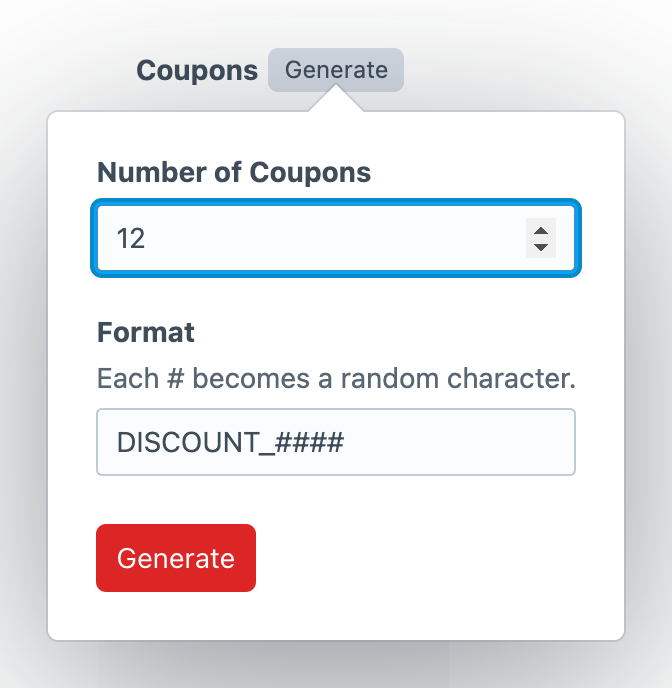 Coupons Generate
Number of Coupons
12
Format
Each # becomes a random character.
DISCOUNT_####
Generate